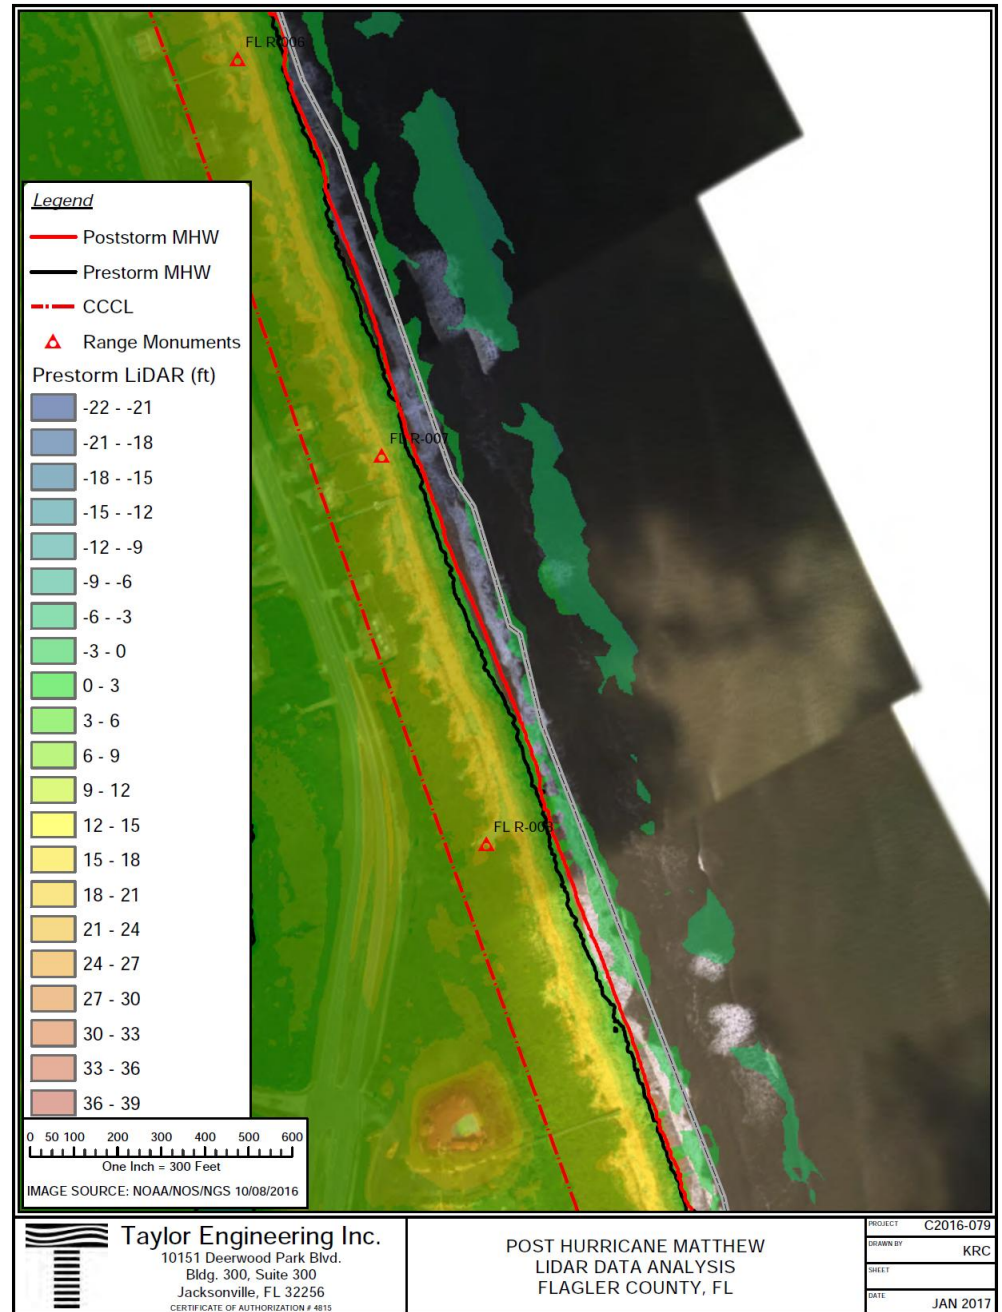 FL R-006
Legend
Poststorm MHW
Prestorm MHW
CCCL
Range Monuments
Prestorm LiDAR (ft)
-22 - -21
-21 - -18
-18 - -15
-15 - -12
-12 - -9
-9 - -6
-6 - -3
-3 - 0
0 - 3
3 - 6
6 - 9
9 - 12
12 - 15
15 - 18
18 - 21
21 - 24
24 - 27
27 - 30
30 - 33
33 - 36
36 - 39
FL R-007
FL R-008
0 50 100 200 300 400 500 600
One Inch = 300 Feet
IMAGE SOURCE: NOAA/NOS/NGS 10/08/2016
Taylor Engineering Inc.
10151 Deerwood Park Blvd.
Bldg. 300, Suite 300
Jacksonville, FL 32256
CERTIFICATE OF AUTHORIZATION # 4815
POST HURRICANE MATTHEW
LIDAR DATA ANALYSIS
FLAGLER COUNTY, FL
PROJECT C2016-079
DRAWN BY KRC
SHEET
DATE JAN 2017